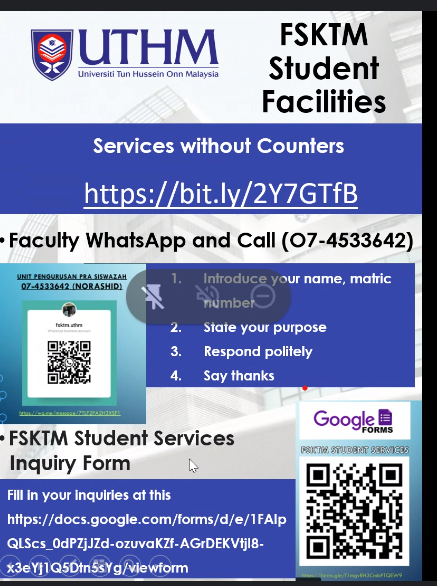 UTHM
Universiti Tun Hussein Onn Malaysia
FSKTM
Student
Facilities
Services without Counters
https://bit.ly/2Y7GTfB
• Faculty WhatsApp and Call (07-4533642)
UNIT PENGURUSAN PRA SISWAZAH
07-4533642 (NORASHID)
fsktm.uthm
1. Introduce your name, matric
number
2. State your purpose
3. Respond politely
4. Say thanks
• FSKTM Student Services
Inquiry Form
Google
FORMS
FSKTM STUDENT SERVICES
Fill in your Inquiries at this
https://docs.google.com/forms/d/e/1FAIp
QLScs_0dPZjJZd-ozuvaKZf-AGrDEKVtjl8-
x3eYj1Q5Dtn5sYg/viewform